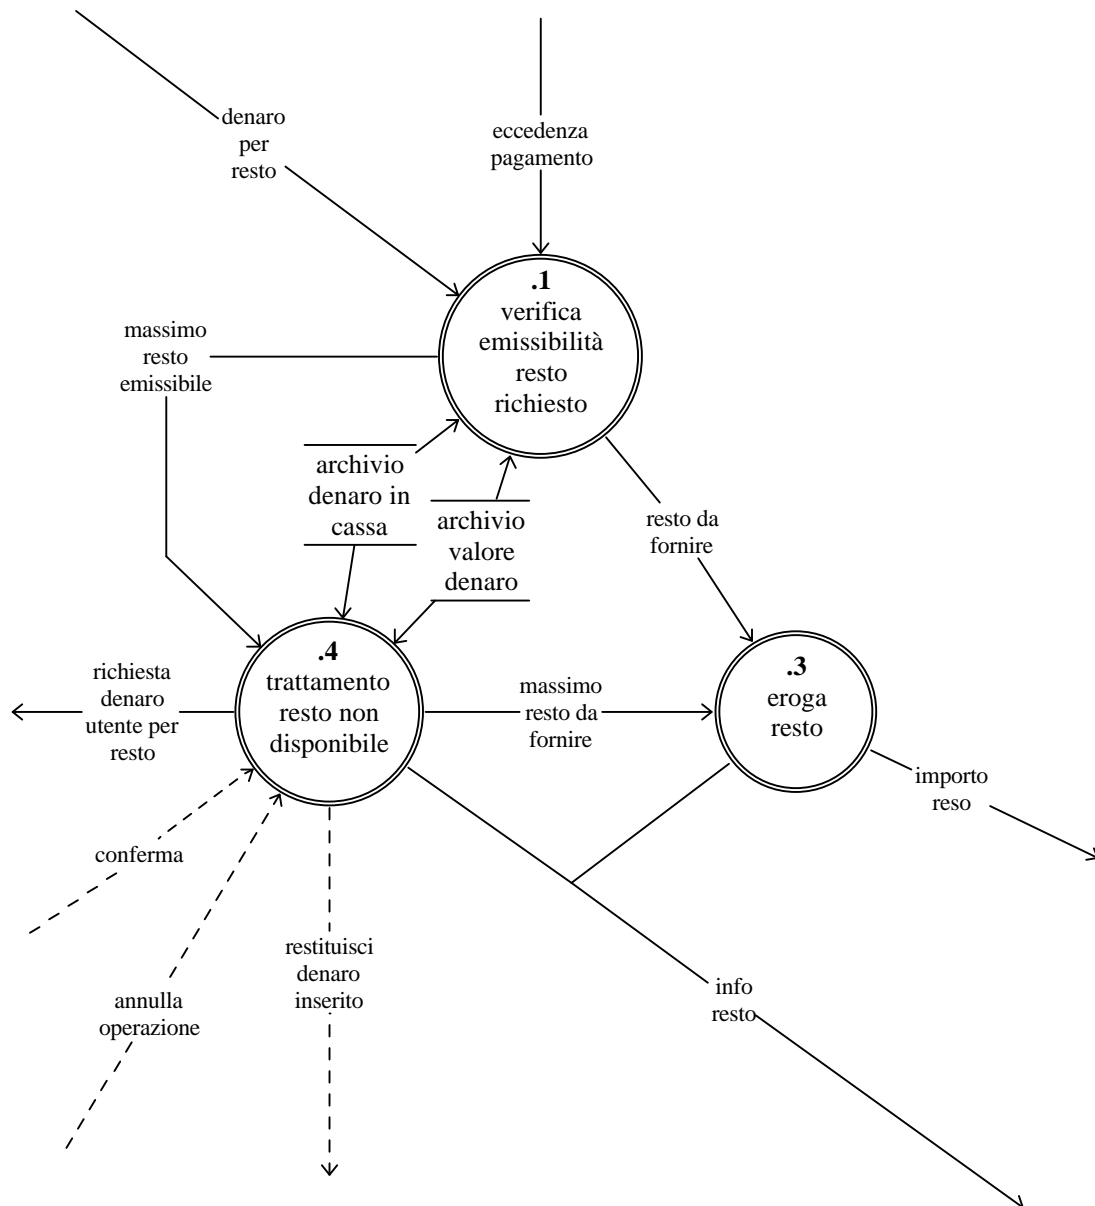 denaro
per
resto
eccedenza
pagamento
.1
verifica
emissibilità
resto
richiesto
massimo
resto
emissibile
archivio
denaro in
cassa
archivio
valore
denaro
resto da
fornire
.4
trattamento
resto non
disponibile
richiesta
denaro
utente per
resto
massimo
resto da
fornire
.3
eroga
resto
importo
reso
conferma
restituisci
denaro
inserito
annulla
operazione
info
resto